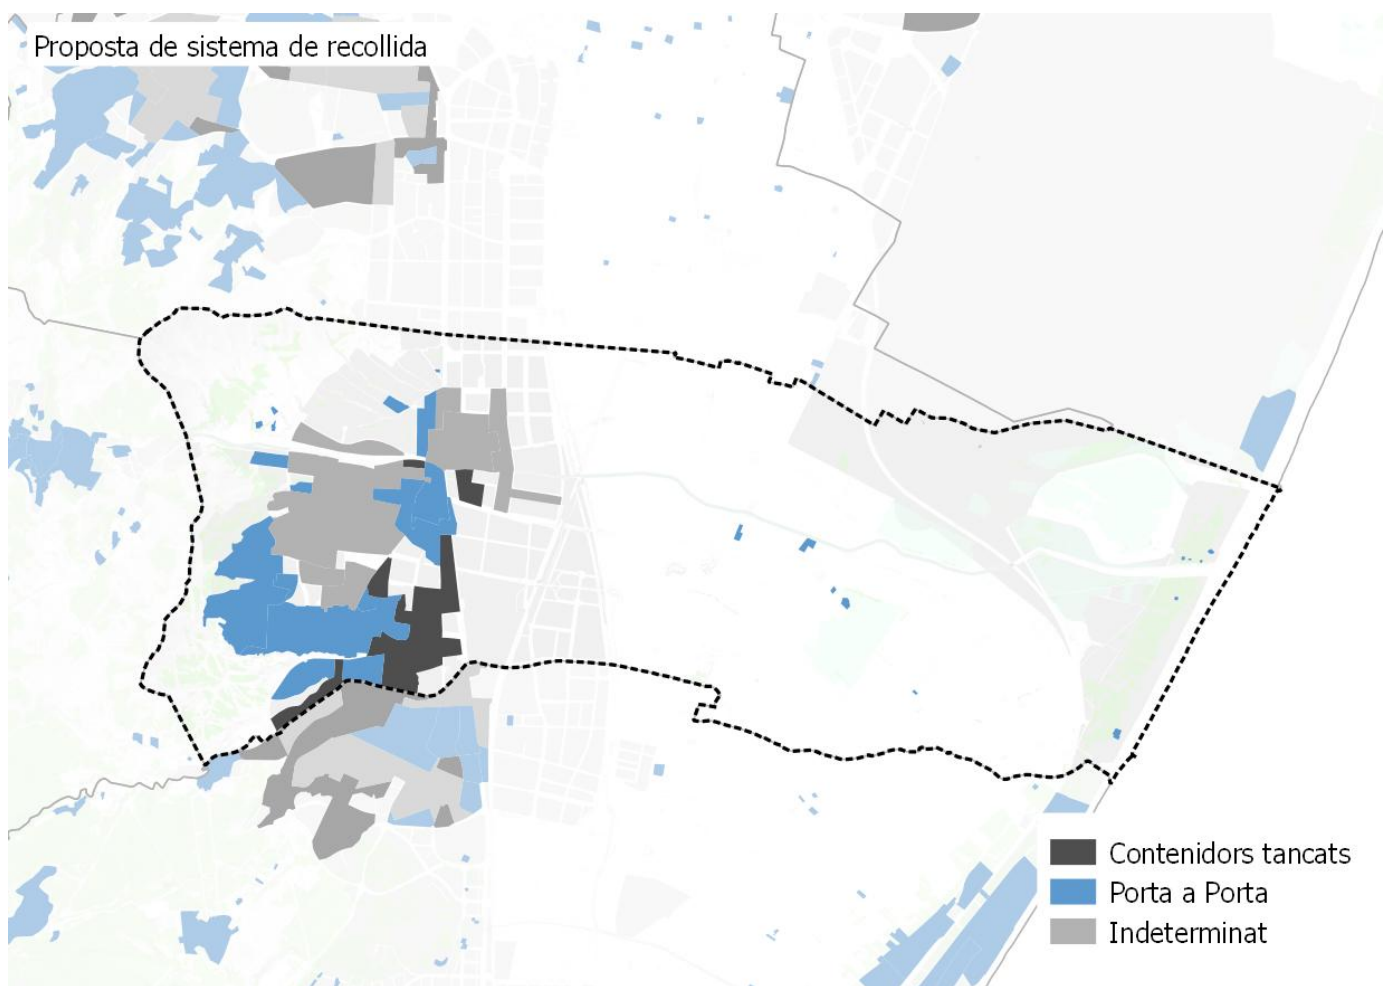 Proposta de sistema de recollida
Contenidors tancats
Porta a Porta
Indeterminat